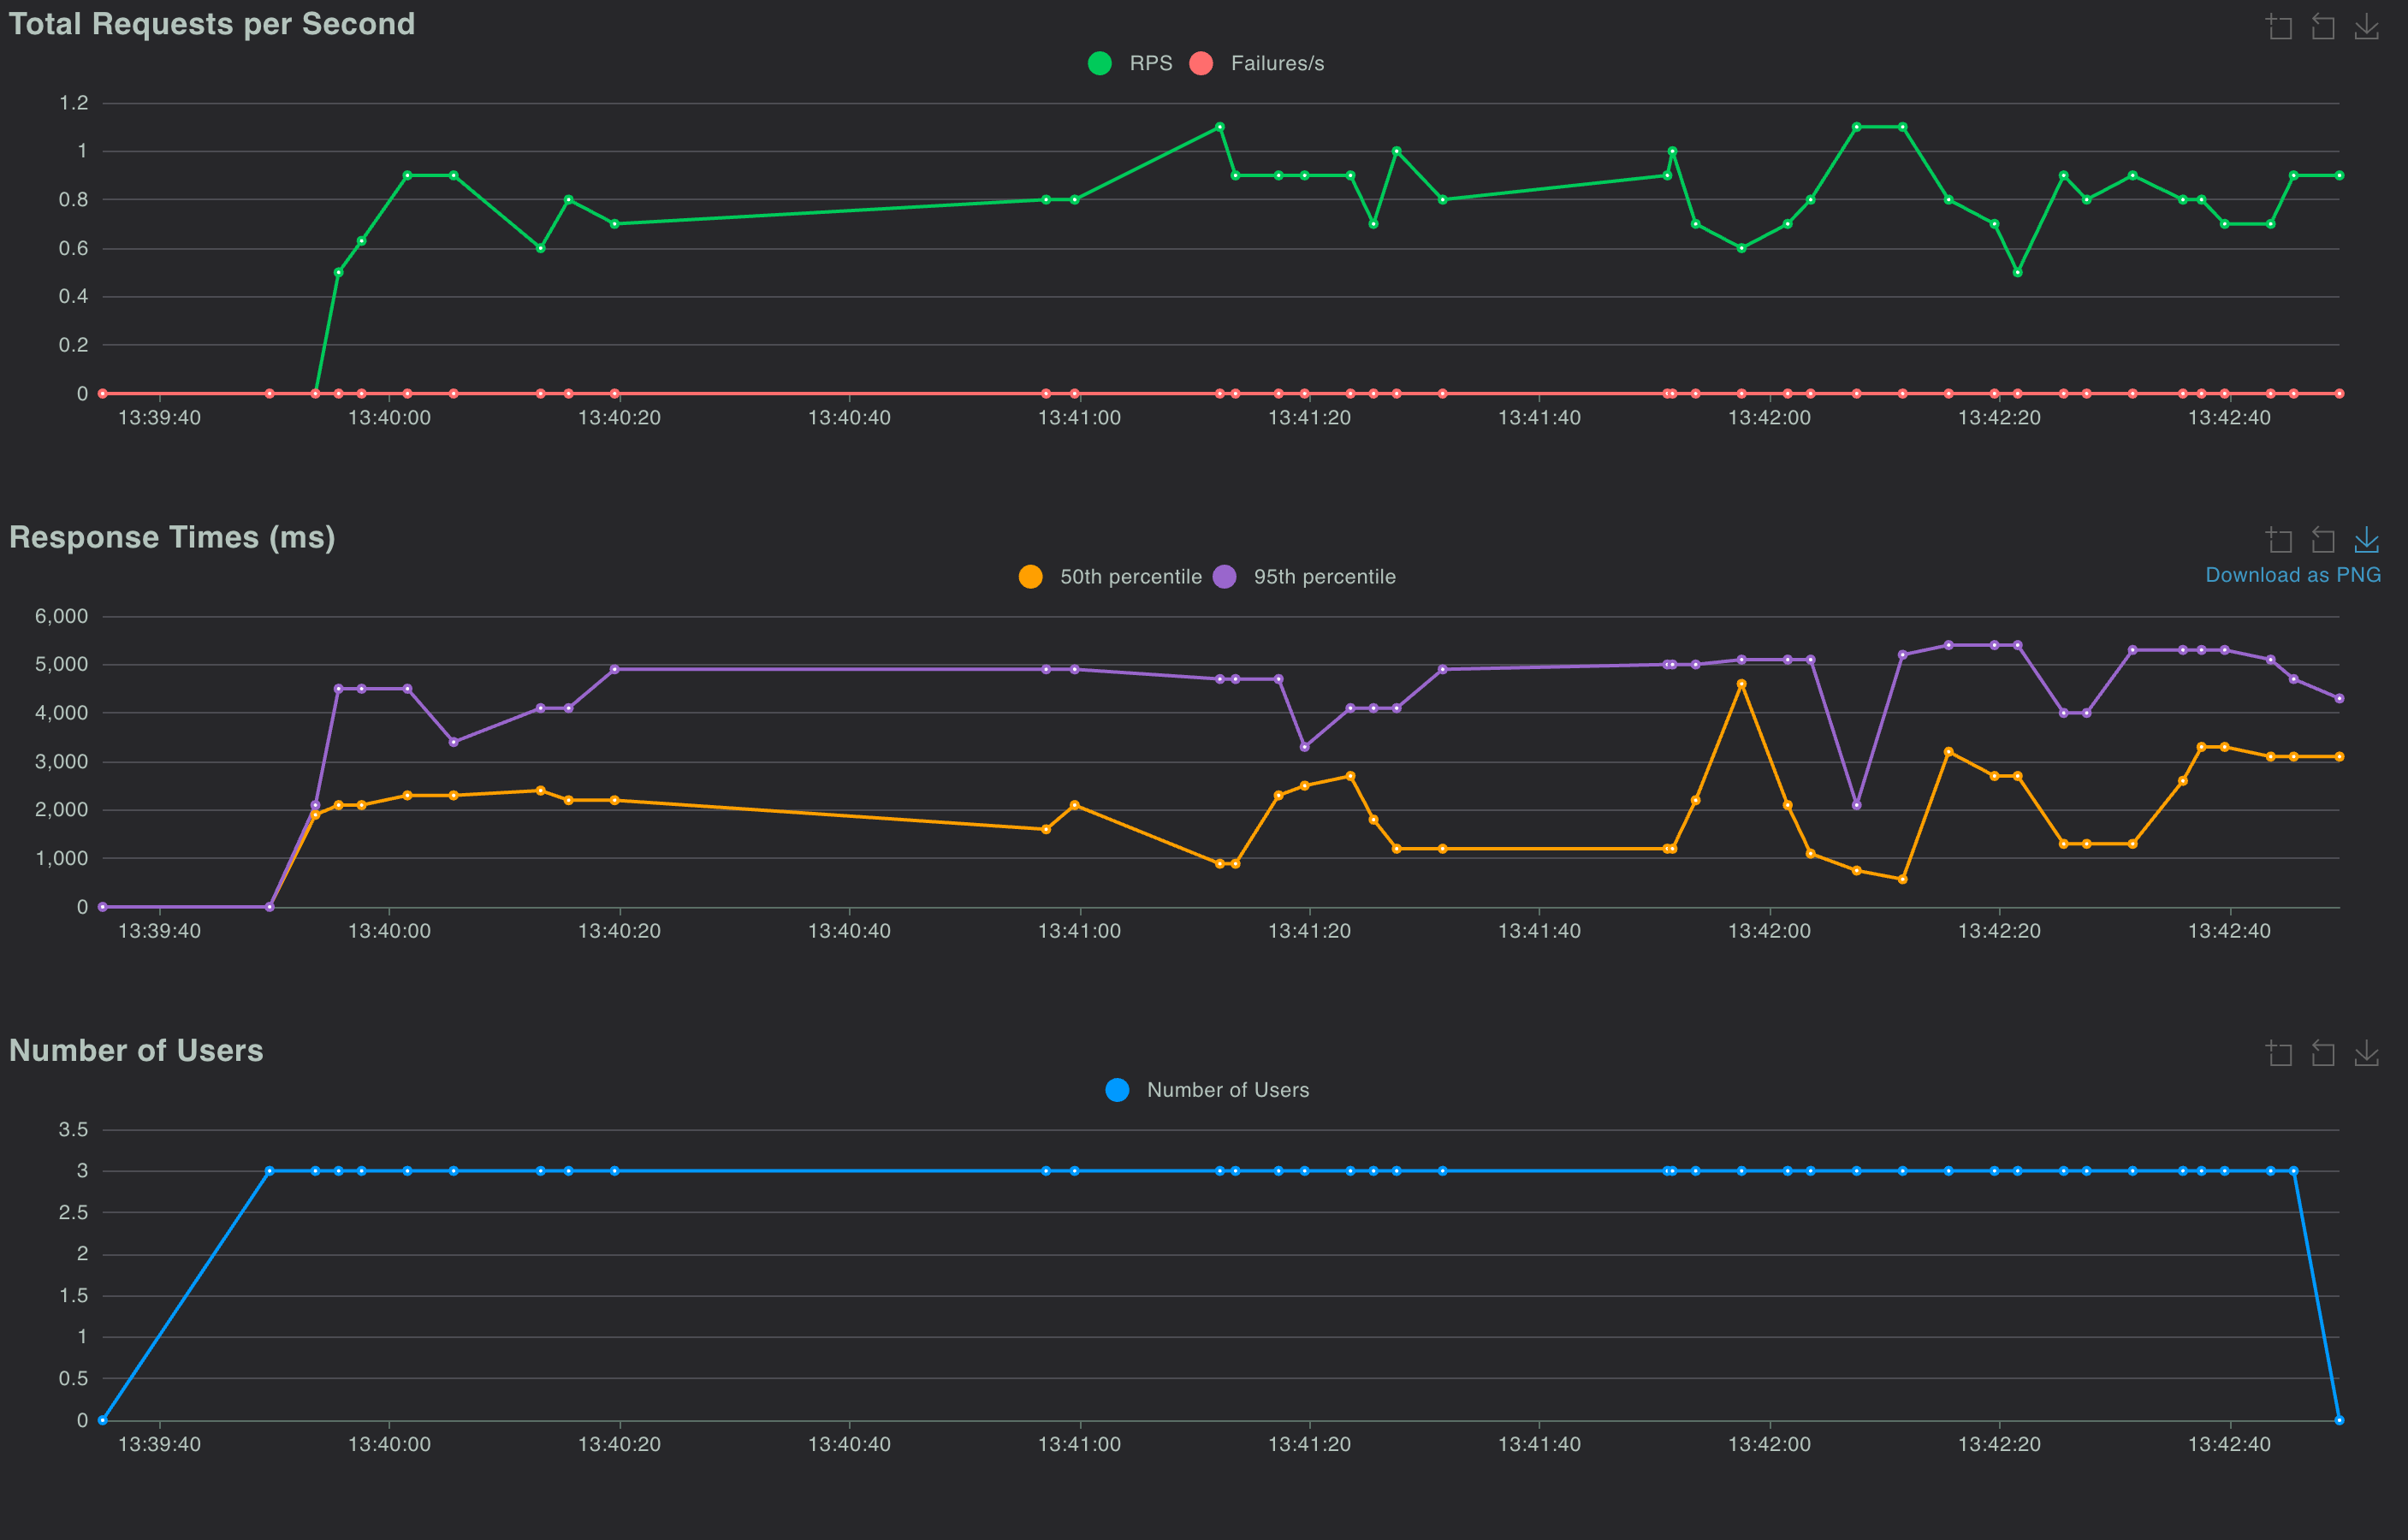 Total Requests per Second
RPS Failures/s
1.2
1
0.8
0.6
0.4
0.2
0
13:39:40 13:40:00 13:40:20 13:40:40 13:41:00 13:41:20 13:41:40 13:42:00 13:42:20 13:42:40
Response Times (ms)
50th percentile 95th percentile
Download as PNG
6,000
5,000
4,000
3,000
2,000
1,000
0
13:39:40 13:40:00 13:40:20 13:40:40 13:41:00 13:41:20 13:41:40 13:42:00 13:42:20 13:42:40
Number of Users
Number of Users
3.5
3
2.5
2
1.5
1
0.5
0
13:39:40 13:40:00 13:40:20 13:40:40 13:41:00 13:41:20 13:41:40 13:42:00 13:42:20 13:42:40